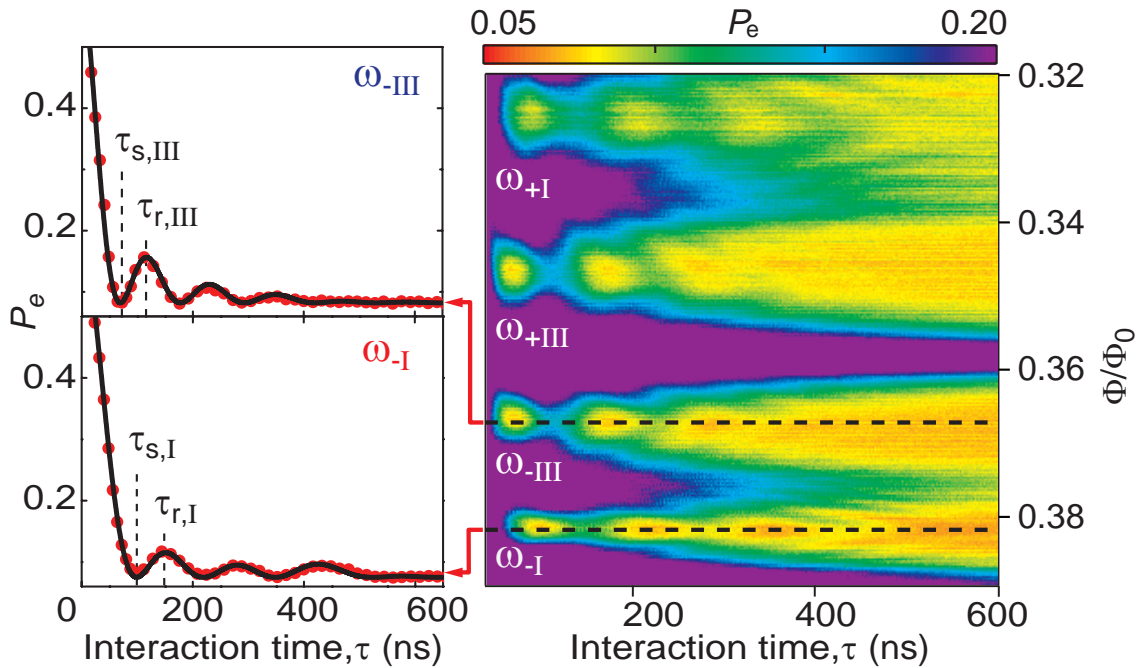 0.05 Pe 0.20
ω-III
τs,III
τr,III
0.4
0.2
Pe
ω-I
τs,I
τr,I
0.4
0.2
0 200 400 600
Interaction time,τ (ns)
ω+I
ω+III
ω-III
ω-I
0.32
0.34
0.36
0.38
Φ/Φ0
200 400 600
Interaction time,τ (ns)